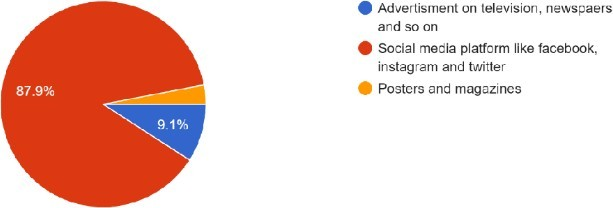 Advertisment on television, newspaers
and so on
Social media platform like facebook,
instagram and twitter
Posters and magazines
87.9%
9.1%